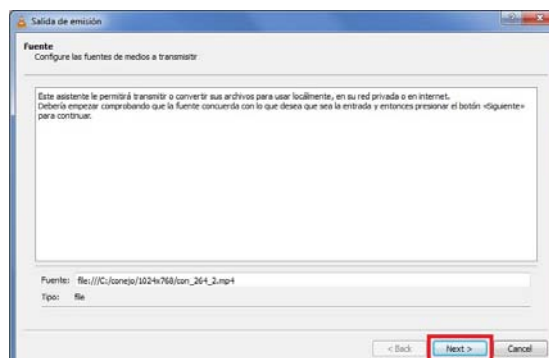 Salida de emisión
Fuente
Configure las fuentes de medios a transmisitr
Este asistente le permitirá transmitir o convertir sus archivos para usar localmente, en su red privada o en internet.
Debería empezar comprobando que la fuente concuerda con lo que desea que sea la entrada y entonces presionar el botón «Siguiente»
para continuar.
Fuente: file:///C:/conejo/1024x768/con_264_2.mp4
Tipo: file
< Back Next > Cancel